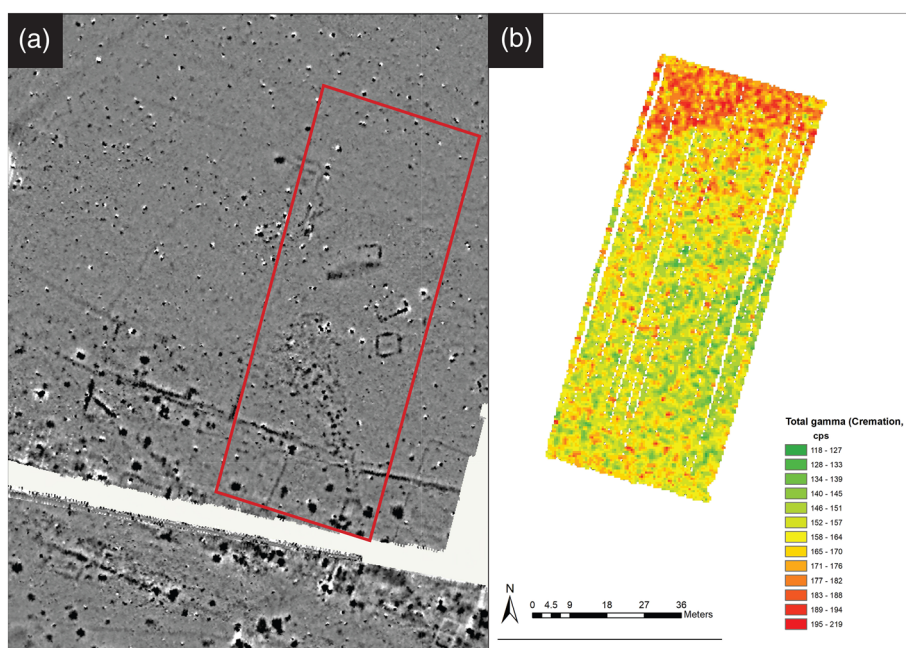 (a)
(b)
Total gamma (Cremation,
cps
118 - 127
128 - 133
134 - 139
140 - 145
146 - 151
152 - 157
158 - 164
165 - 170
171 - 176
177 - 182
183 - 188
189 - 194
195 - 219
N
0 4.5 9 18 27 36
Meters